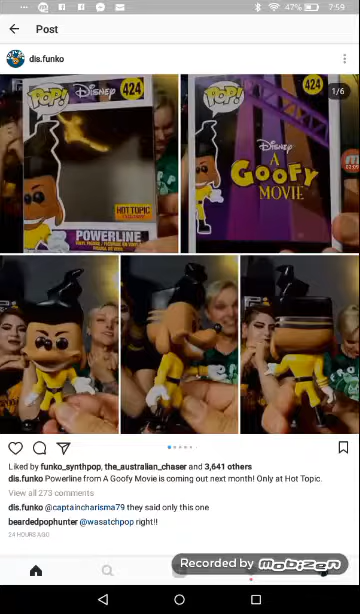 47% 7:59
Post
dis.funko
POP!
Disney
424
HOT TOPIC
EXCLUSIVE
POWERLINE
POP!
424
1/6
Disney
A
GOOFY
MOVIE
Liked by funko_synthpop, the_australian_chaser and 3,641 others
dis.funko Powerline from A Goofy Movie is coming out next month! Only at Hot Topic.
View all 273 comments
dis.funko @captaincharisma79 they said only this one
beardedpophunter @wasatchpop right!!
24 HOURS AGO
Recorded by Mobizen